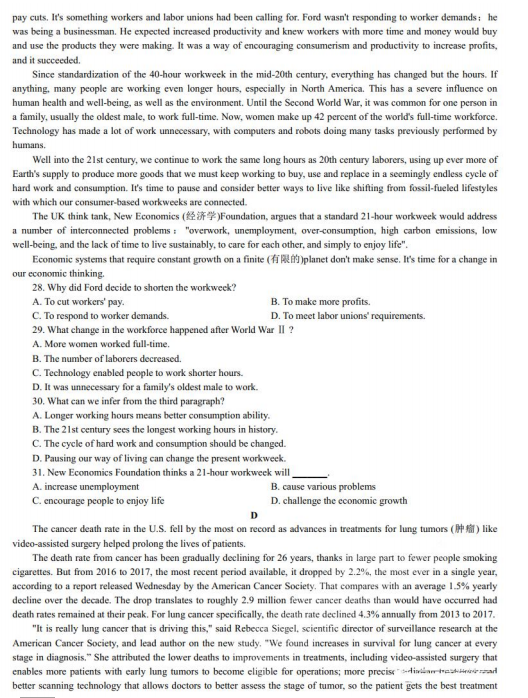 pay cuts. It's something workers and labor unions had been calling for. Ford wasn't responding to worker demands；he
was being a businessman. He expected increased productivity and knew workers with more time and money would buy
and use the products they were making. It was a way of encouraging consumerism and productivity to increase profits,
and it succeeded.
Since standardization of the 40-hour workweek in the mid-20th century, everything has changed but the hours. If
anything, many people are working even longer hours, especially in North America. This has a severe influence on
human health and well-being, as well as the environment. Until the Second World War, it was common for one person in
a family, usually the oldest male, to work full-time. Now, women make up 42 percent of the world's full-time workforce.
Technology has made a lot of work unnecessary, with computers and robots doing many tasks previously performed by
humans.
Well into the 21st century, we continue to work the same long hours as 20th century laborers, using up ever more of
Earth's supply to produce more goods that we must keep working to buy, use and replace in a seemingly endless cycle of
hard work and consumption. It's time to pause and consider better ways to live like shifting from fossil-fueled lifestyles
with which our consumer-based workweeks are connected.
The UK think tank, New Economics (经济学)Foundation, argues that a standard 21-hour workweek would address
a number of interconnected problems： "overwork, unemployment, over-consumption, high carbon emissions, low
well-being, and the lack of time to live sustainably, to care for each other, and simply to enjoy life".
Economic systems that require constant growth on a finite (有限的)planet don't make sense. It's time for a change in
our economic thinking.
28. Why did Ford decide to shorten the workweek?
A. To cut workers' pay. B. To make more profits.
C. To respond to worker demands. D. To meet labor unions' requirements.
29. What change in the workforce happened after World War Ⅱ？
A. More women worked full-time.
B. The number of laborers decreased.
C. Technology enabled people to work shorter hours.
D. It was unnecessary for a family's oldest male to work.
30. What can we infer from the third paragraph?
A. Longer working hours means better consumption ability.
B. The 21st century sees the longest working hours in history.
C. The cycle of hard work and consumption should be changed.
D. Pausing our way of living can change the present workweek.
31. New Economics Foundation thinks a 21-hour workweek will ______.
A. increase unemployment B. cause various problems
C. encourage people to enjoy life D. challenge the economic growth
D
The cancer death rate in the U.S. fell by the most on record as advances in treatments for lung tumors (肿瘤) like
video-assisted surgery helped prolong the lives of patients.
The death rate from cancer has been gradually declining for 26 years, thanks in large part to fewer people smoking
cigarettes. But from 2016 to 2017, the most recent period available, it dropped by 2.2%, the most ever in a single year,
according to a report released Wednesday by the American Cancer Society. That compares with an average 1.5% yearly
decline over the decade. The drop translates to roughly 2.9 million fewer cancer deaths than would have occurred had
death rates remained at their peak. For lung cancer specifically, the death rate declined 4.3% annually from 2013 to 2017.
"It is really lung cancer that is driving this," said Rebecca Siegel, scientific director of surveillance research at the
American Cancer Society, and lead author on the new study. "We found increases in survival for lung cancer at every
stage in diagnosis." She attributed the lower deaths to improvements in treatments, including video-assisted surgery that
enables more patients with early lung tumors to become eligible for operations; more precise
better scanning technology that allows doctors to better assess the stage of tumor, so the patient gets the best treatment